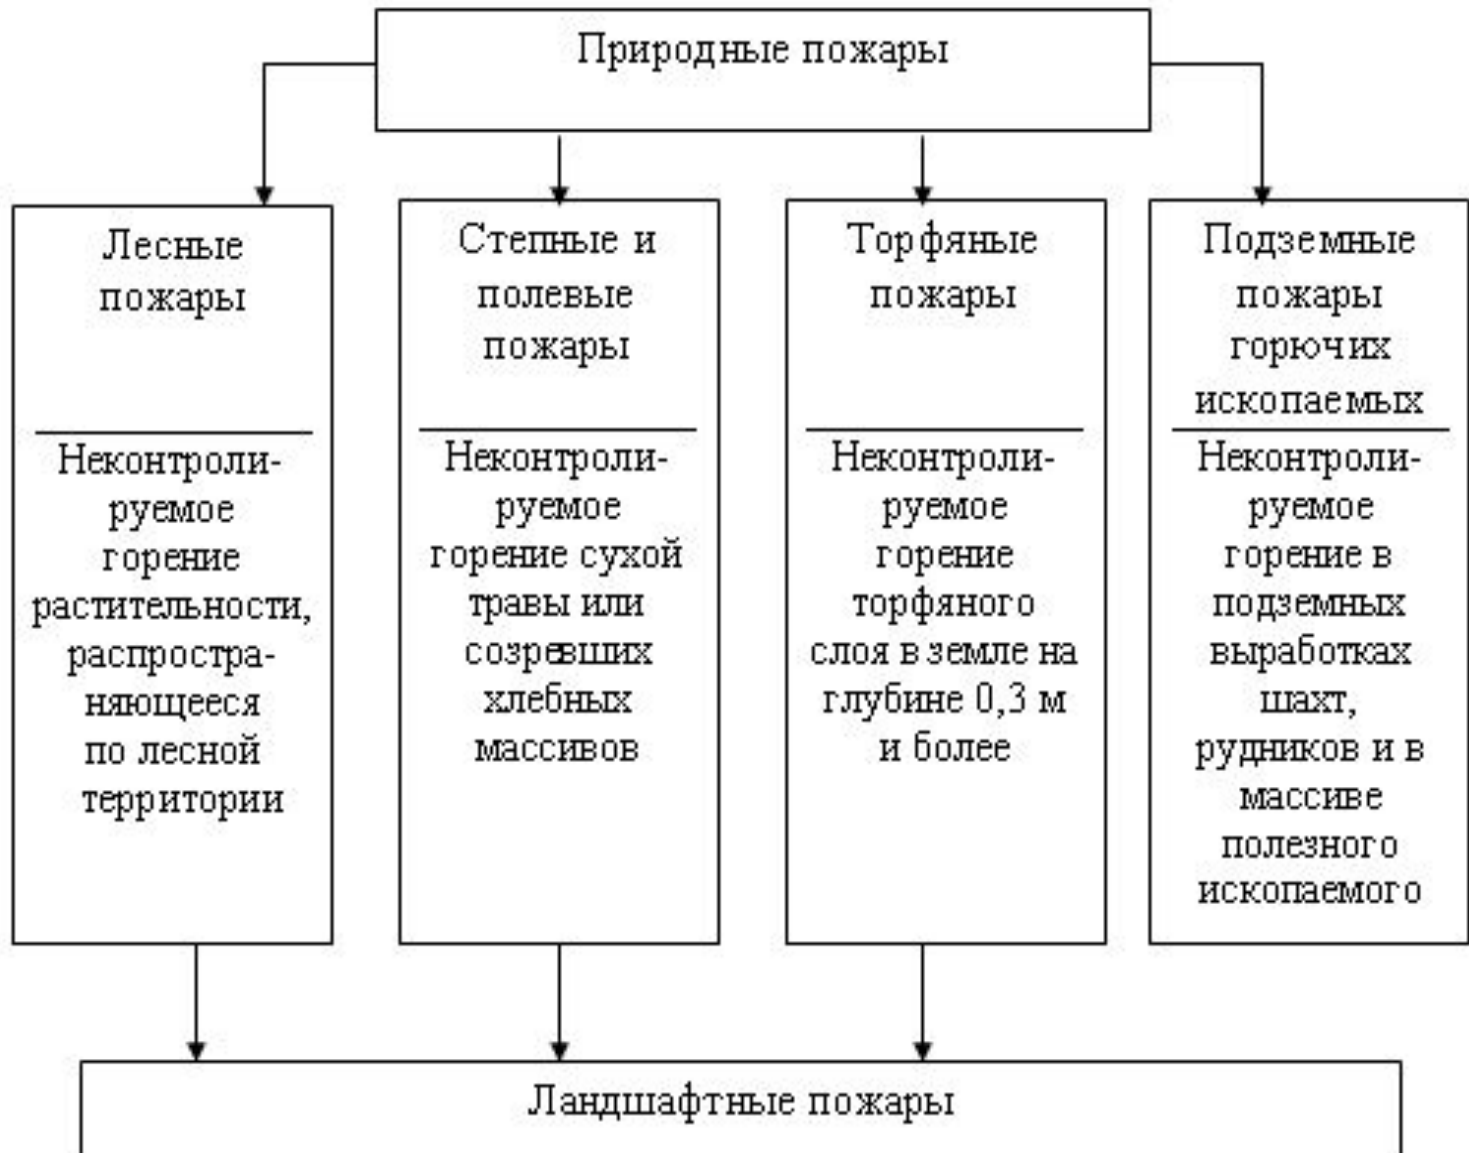 Природные пожары
Лесные
пожары
Неконтроли-
руемое
горение
растительности,
распростра-
няющееся
по лесной
территории
Степные и
полевые
пожары
Неконтроли-
руемое
горение сухой
травы или
созревших
хлебных
массивов
Торфяные
пожары
Неконтроли-
руемое
горение
торфяного
слоя в земле на
глубине 0,3 м
и более
Подземные
пожары
горючих
ископаемых
Неконтроли-
руемое
горение в
подземных
выработках
шахт,
рудников и в
массиве
полезного
ископаемого
Ландшафтные пожары